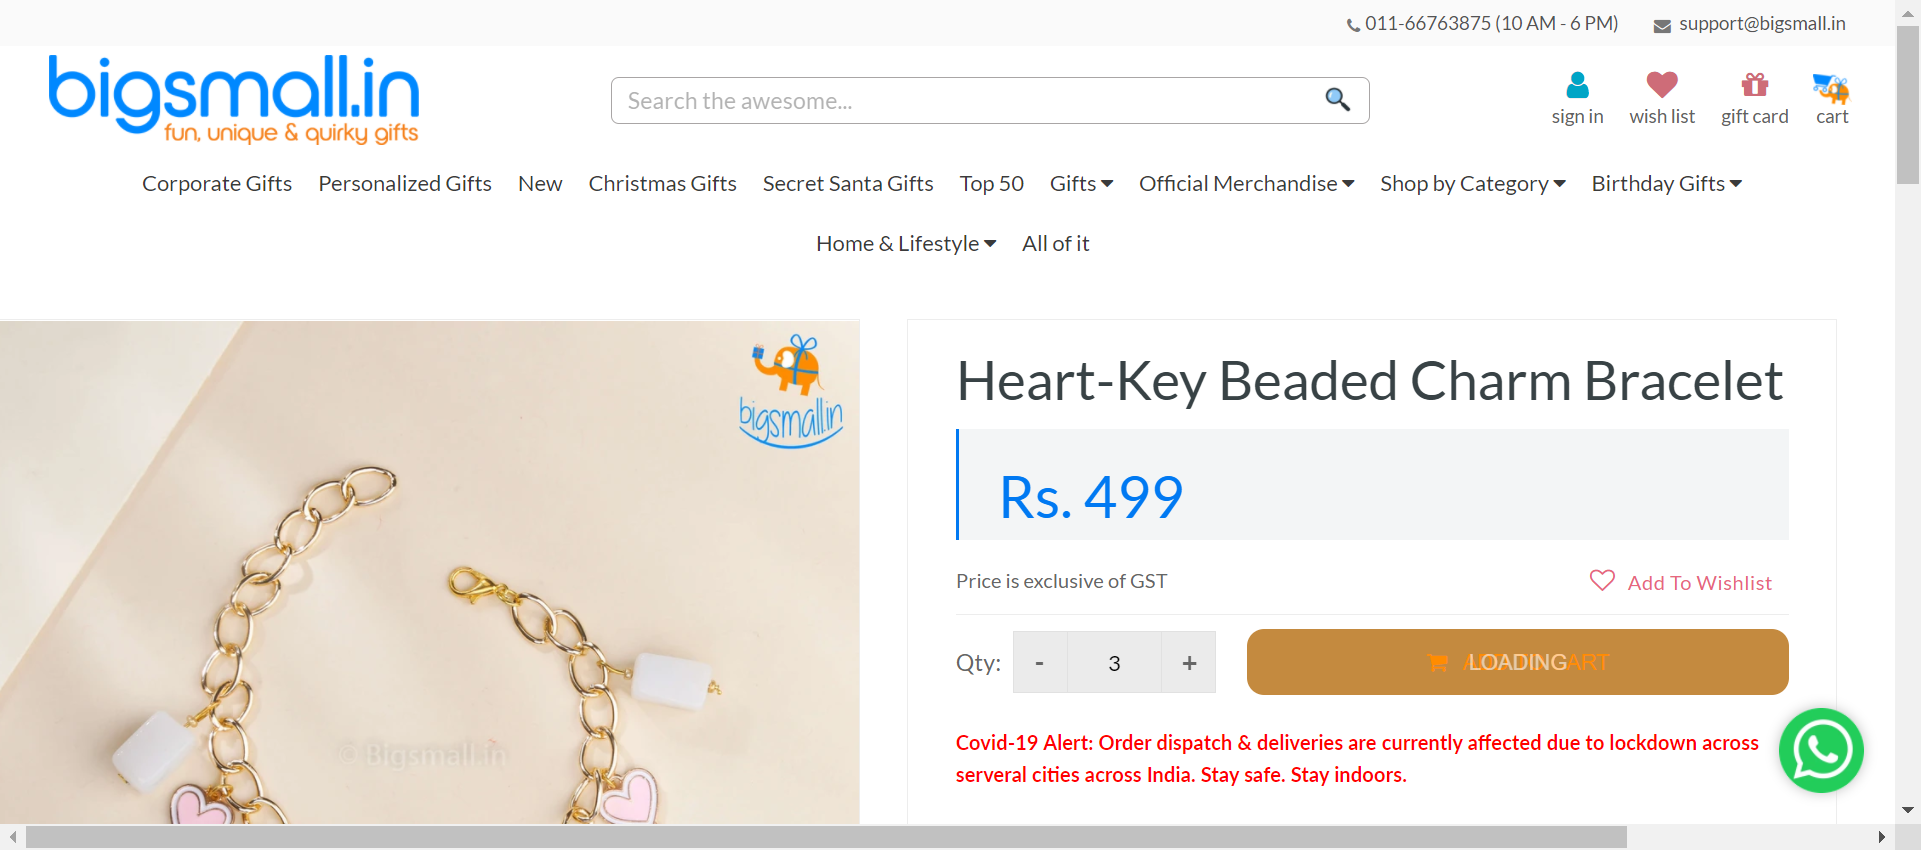 011-66763875 (10 AM - 6 PM) support@bigsmall.in
bigsmall.in
fun, unique & quirky gifts
Search the awesome...
sign in wish list gift card cart
Corporate Gifts Personalized Gifts New Christmas Gifts Secret Santa Gifts Top 50 Gifts Official Merchandise Shop by Category Birthday Gifts
Home & Lifestyle All of it
bigsmall.in
© Bigsmall.in
Heart-Key Beaded Charm Bracelet
Rs. 499
Price is exclusive of GST
Add To Wishlist
Qty: - 3 + LOADING
Covid-19 Alert: Order dispatch & deliveries are currently affected due to lockdown across
serveral cities across India. Stay safe. Stay indoors.